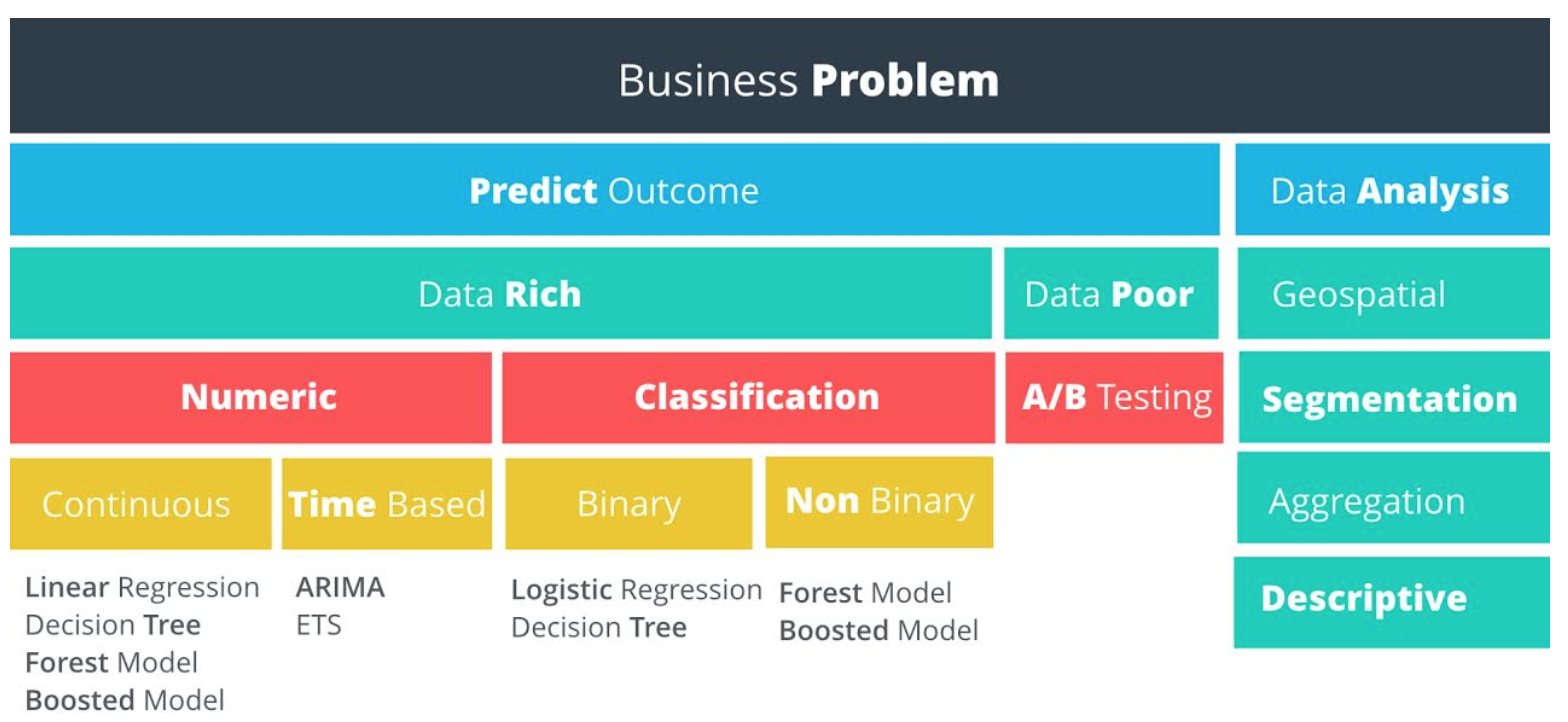 Business Problem
Predict Outcome
Data Analysis
Data Rich
Data Poor
Geospatial
Numeric
Classification
A/B Testing
Segmentation
Continuous
Time Based
Binary
Non Binary
Aggregation
Linear Regression
Decision Tree
Forest Model
Boosted Model
ARIMA
ETS
Logistic Regression
Decision Tree
Forest Model
Boosted Model
Descriptive